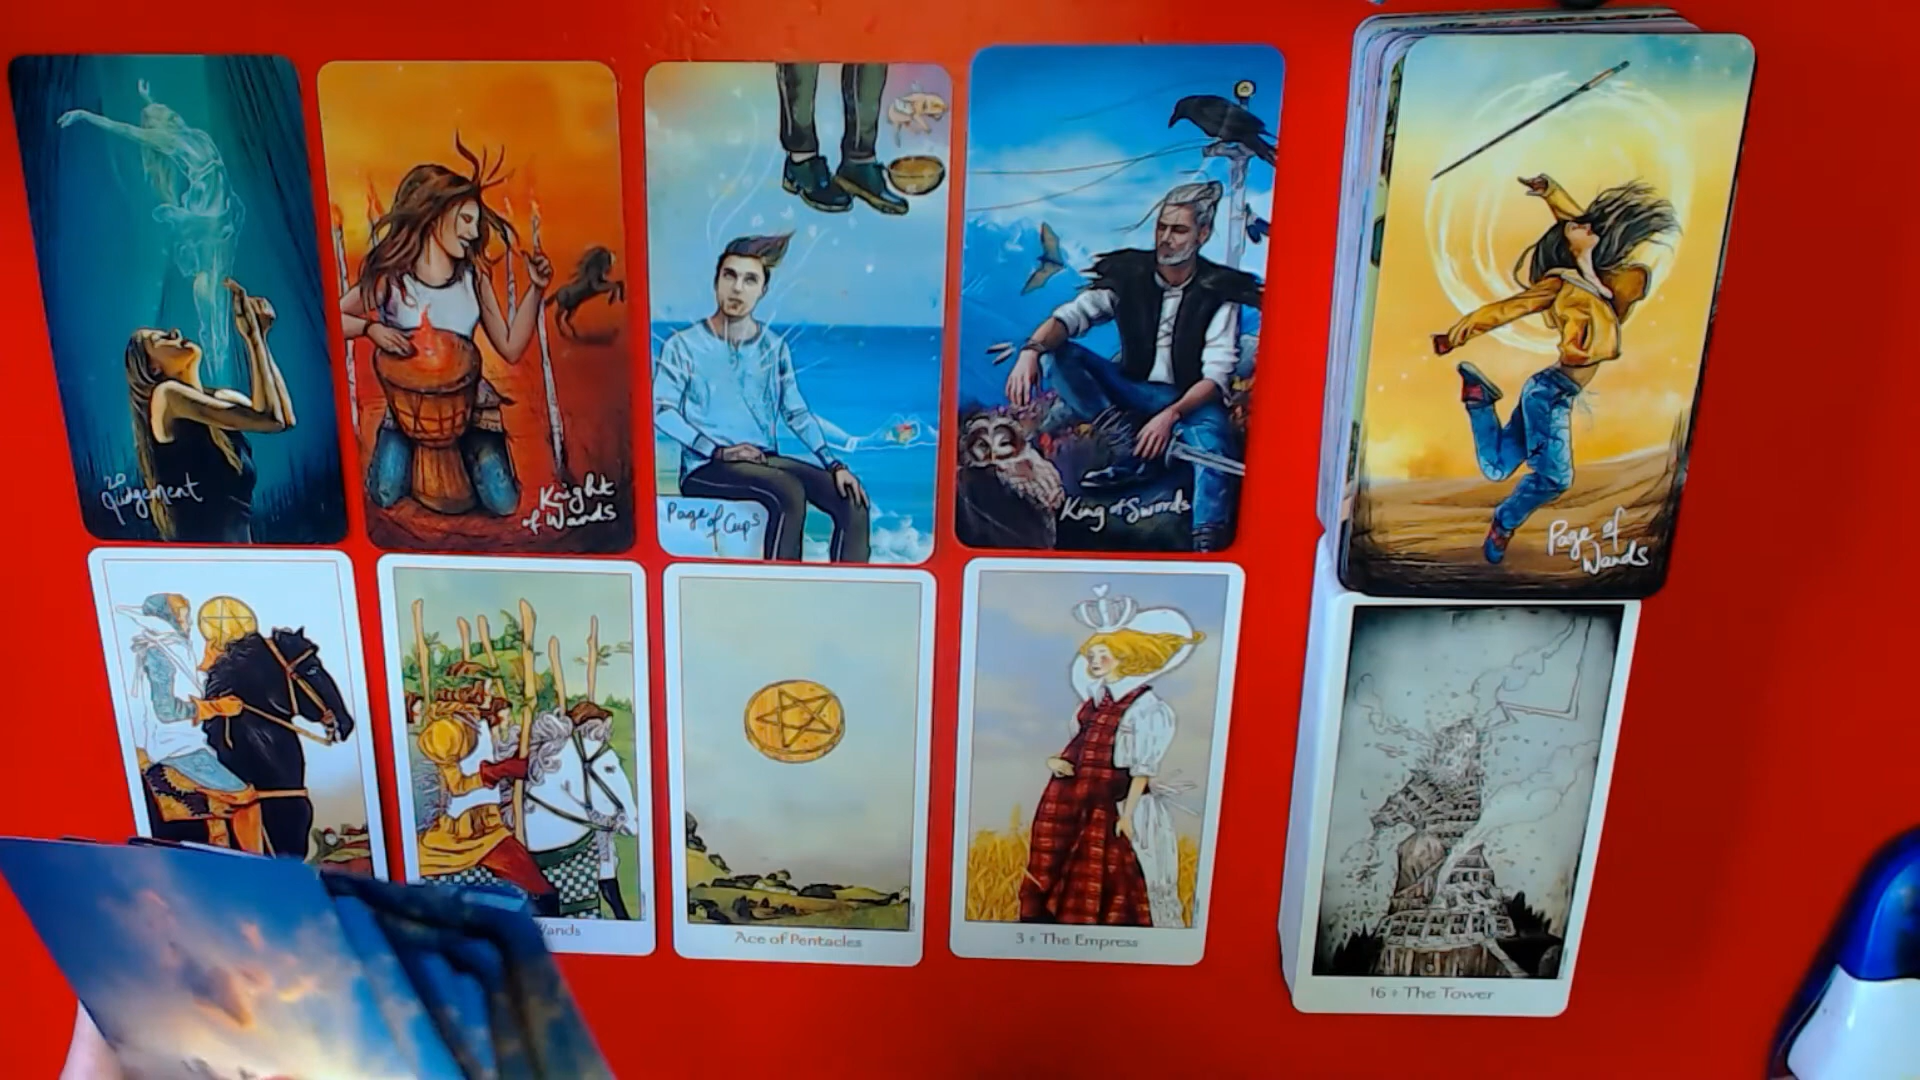 20
Judgement
Knight
of Wands
Page of Cups
King of Swords
Page of
Wands
Wands
Ace of Pentacles
3 + The Empress
16 + The Tower